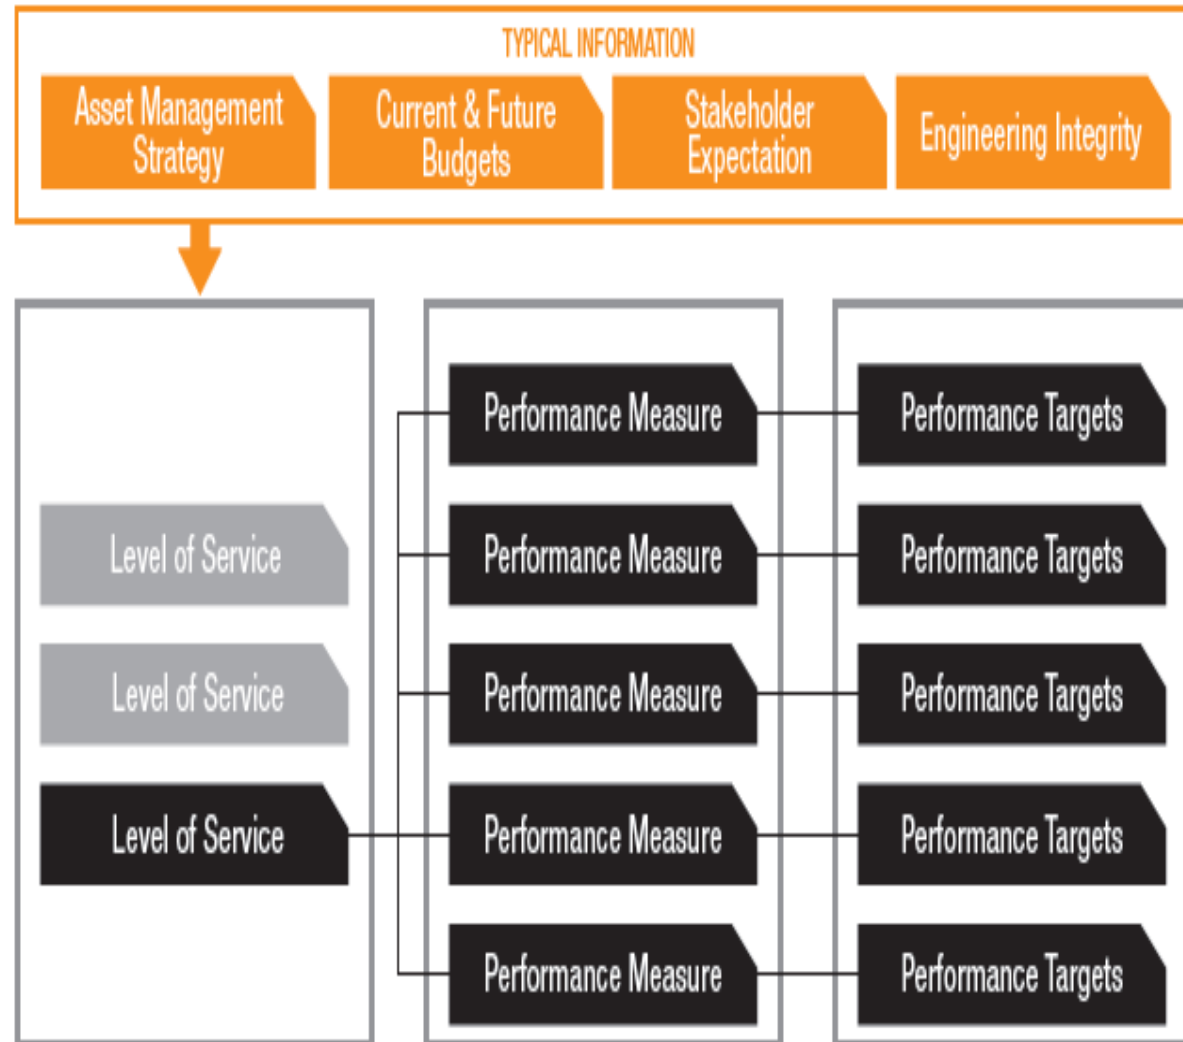 TYPICAL INFORMATION
Asset Management
Strategy
Current & Future
Budgets
Stakeholder
Expectation
Engineering Integrity
Performance Measure
Performance Targets
Level of Service
Performance Measure
Performance Targets
Level of Service
Performance Measure
Performance Targets
Level of Service
Performance Measure
Performance Targets
Performance Measure
Performance Targets